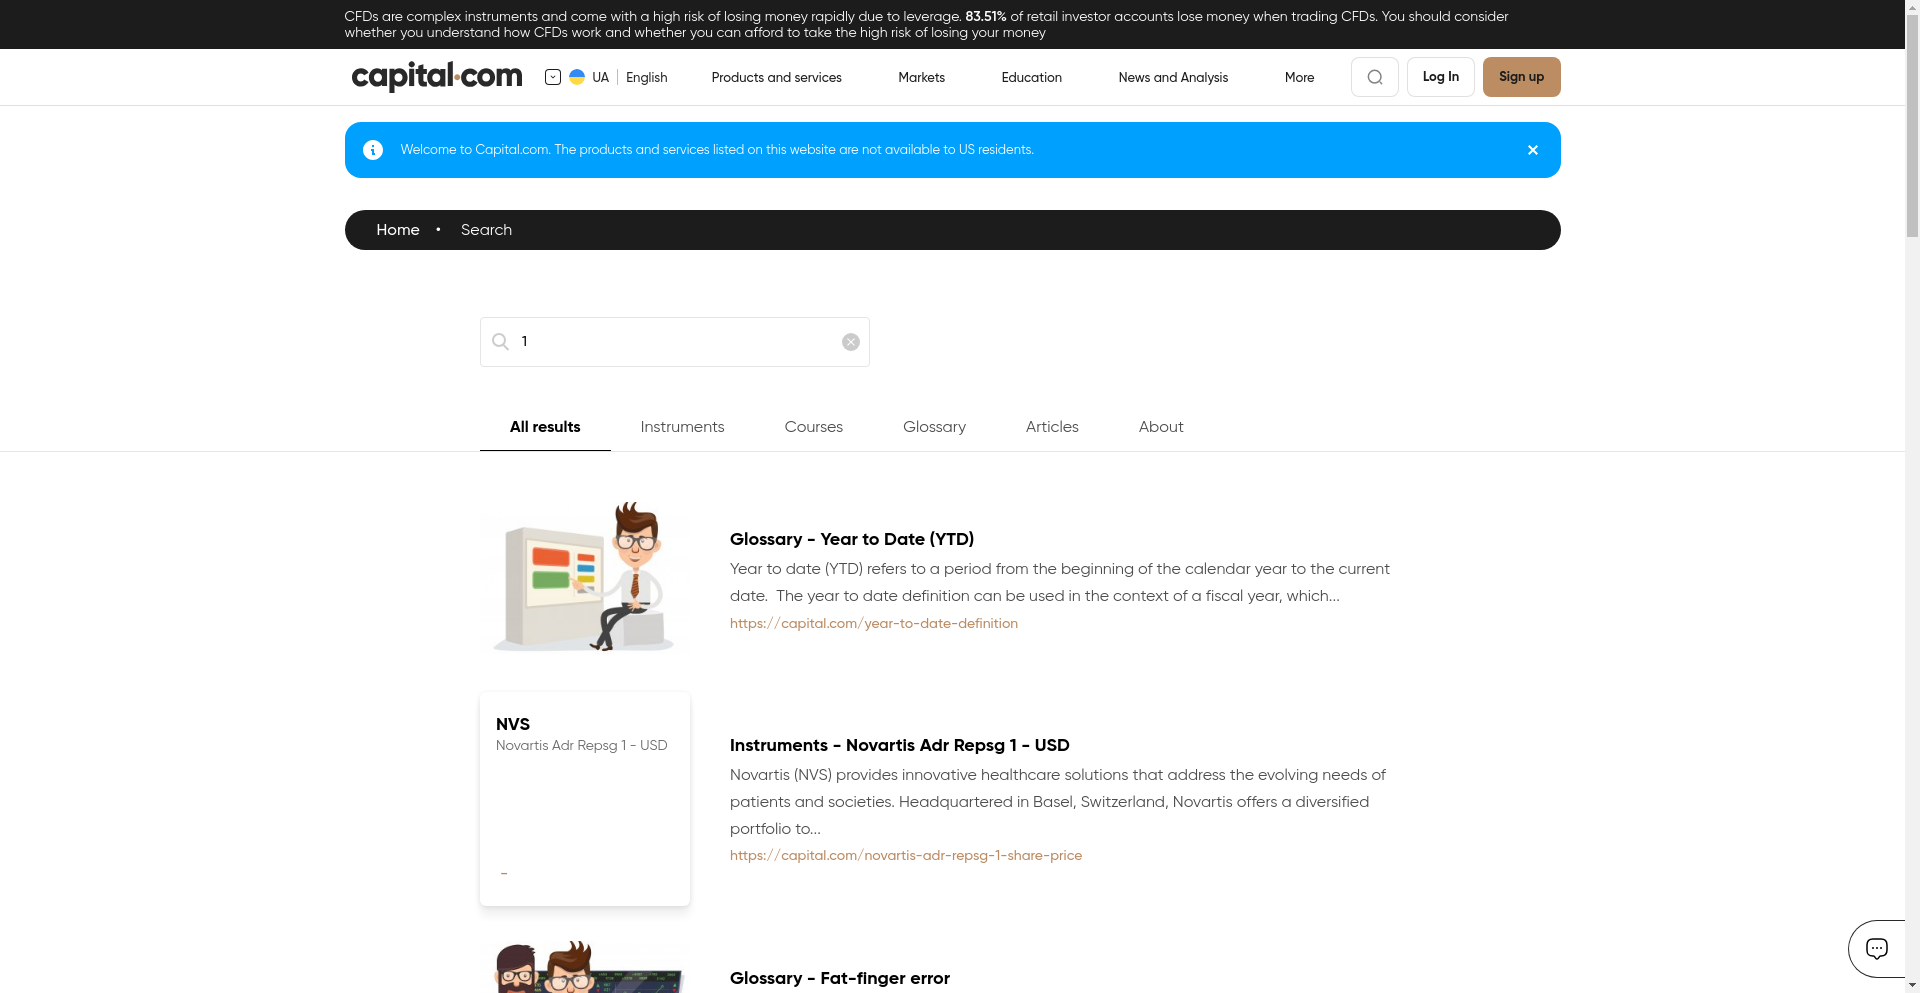 CFDs are complex instruments and come with a high risk of losing money rapidly due to leverage. 83.51% of retail investor accounts lose money when trading CFDs. You should consider
whether you understand how CFDs work and whether you can afford to take the high risk of losing your money
capital.com UA English Products and services Markets Education News and Analysis More Log In Sign up
Welcome to Capital.com. The products and services listed on this website are not available to US residents.
Home • Search
1
All results Instruments Courses Glossary Articles About
Glossary - Year to Date (YTD)
Year to date (YTD) refers to a period from the beginning of the calendar year to the current
date.  The year to date definition can be used in the context of a fiscal year, which...
https://capital.com/year-to-date-definition
NVS
Novartis Adr Repsg 1 - USD
-
Instruments - Novartis Adr Repsg 1 - USD
Novartis (NVS) provides innovative healthcare solutions that address the evolving needs of
patients and societies. Headquartered in Basel, Switzerland, Novartis offers a diversified
portfolio to...
https://capital.com/novartis-adr-repsg-1-share-price
Glossary - Fat-finger error